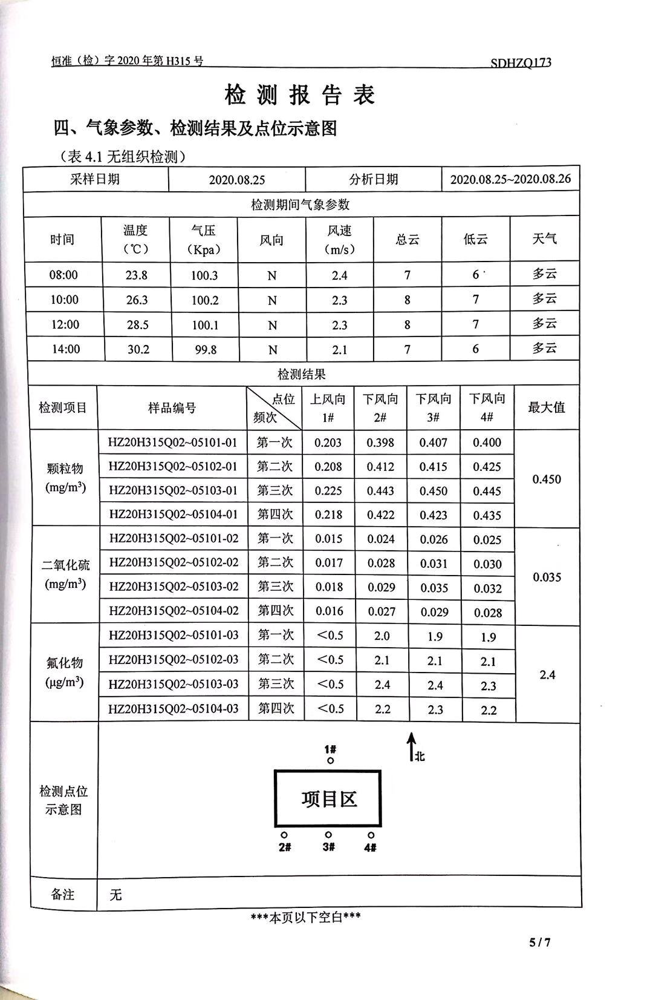 恒准（检）字 2020 年第 H315 号 SDHZQ173
检 测 报 告 表
四、气象参数、检测结果及点位示意图
（表 4.1 无组织检测）
采样日期 2020.08.25 分析日期 2020.08.25~2020.08.26
检测期间气象参数
时间 温度（℃） 气压（Kpa） 风向 风速（m/s） 总云 低云 天气
08:00 23.8 100.3 N 2.4 7 6 多云
10:00 26.3 100.2 N 2.3 8 7 多云
12:00 28.5 100.1 N 2.3 8 7 多云
14:00 30.2 99.8 N 2.1 7 6 多云
检测结果
检测项目 样品编号 点位 频次 上风向 1# 下风向 2# 下风向 3# 下风向 4# 最大值
颗粒物 (mg/m³)
HZ20H315Q02~05101-01 第一次 0.203 0.398 0.407 0.400
HZ20H315Q02~05102-01 第二次 0.208 0.412 0.415 0.425
HZ20H315Q02~05103-01 第三次 0.225 0.443 0.450 0.445
HZ20H315Q02~05104-01 第四次 0.218 0.422 0.423 0.435
0.450
二氧化硫 (mg/m³)
HZ20H315Q02~05101-02 第一次 0.015 0.024 0.026 0.025
HZ20H315Q02~05102-02 第二次 0.017 0.028 0.031 0.030
HZ20H315Q02~05103-02 第三次 0.018 0.029 0.035 0.032
HZ20H315Q02~05104-02 第四次 0.016 0.027 0.029 0.028
0.035
氟化物 (μg/m³)
HZ20H315Q02~05101-03 第一次 ＜0.5 2.0 1.9 1.9
HZ20H315Q02~05102-03 第二次 ＜0.5 2.1 2.1 2.1
HZ20H315Q02~05103-03 第三次 ＜0.5 2.4 2.4 2.3
HZ20H315Q02~05104-03 第四次 ＜0.5 2.2 2.3 2.2
2.4
检测点位
示意图
1#
北
项目区
2# 3# 4#
备注 无
***本页以下空白***
5 / 7